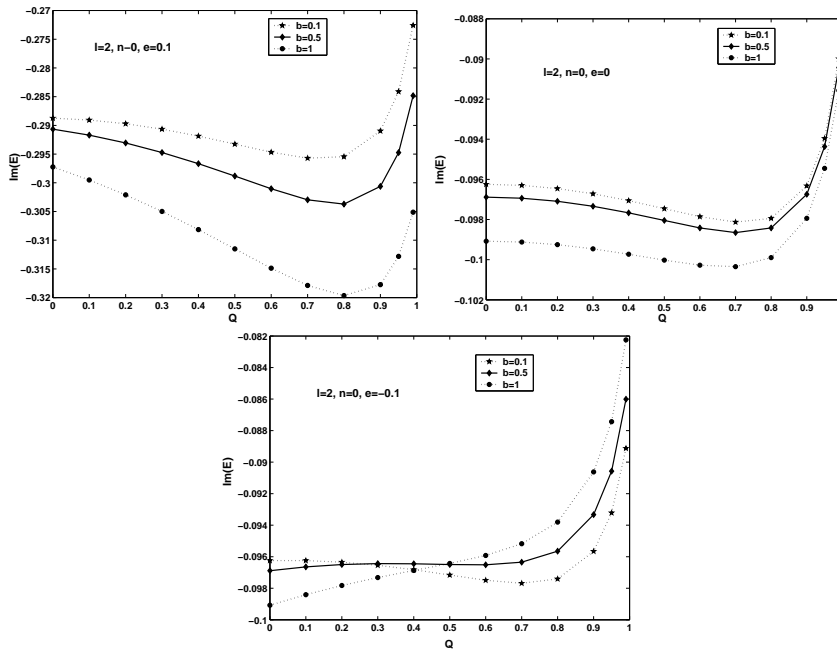 −0.27
−0.275
−0.28
−0.285
−0.29
−0.295
−0.3
−0.305
−0.31
−0.315
−0.32
Im(E)
l=2, n−0, e=0.1
b=0.1
b=0.5
b=1
0 0.1 0.2 0.3 0.4 0.5 0.6 0.7 0.8 0.9 1
Q
−0.088
−0.09
−0.092
−0.094
−0.096
−0.098
−0.1
−0.102
Im(E)
l=2, n=0, e=0
b=0.1
b=0.5
b=1
0 0.1 0.2 0.3 0.4 0.5 0.6 0.7 0.8 0.9
Q
−0.082
−0.084
−0.086
−0.088
−0.09
−0.092
−0.094
−0.096
−0.098
−0.1
Im(E)
l=2, n=0, e=−0.1
b=0.1
b=0.5
b=1
0 0.1 0.2 0.3 0.4 0.5 0.6 0.7 0.8 0.9 1
Q